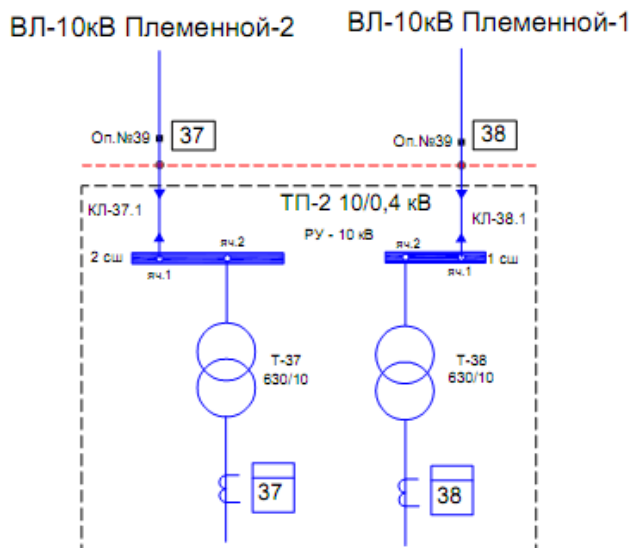 ВЛ-10кВ Племенной-2
ВЛ-10кВ Племенной-1
Оп.№39
37
Оп.№39
38
КЛ-37.1
ТП-2 10/0,4 кВ
КЛ-38.1
РУ - 10 кВ
яч.2
яч.2
2 сш
1 сш
яч.1
яч.1
Т-37
630/10
Т-38
630/10
37
38